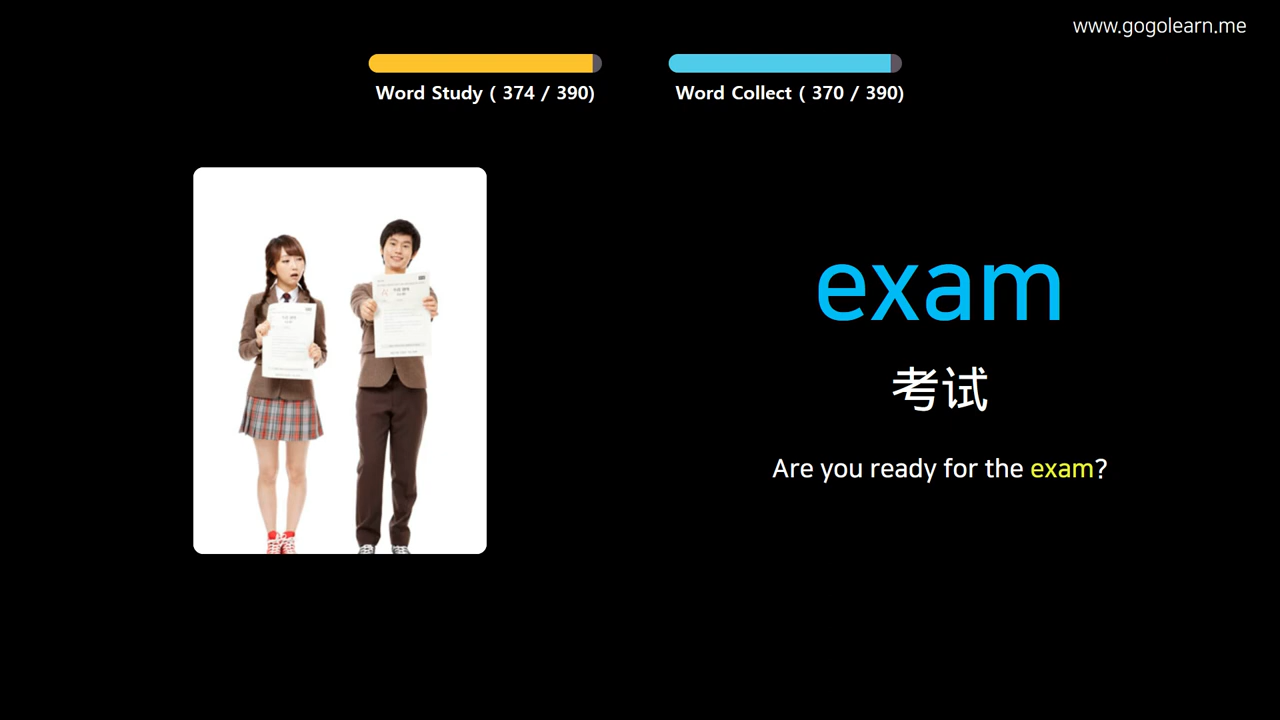 www.gogolearn.me
Word Study ( 374 / 390)
Word Collect ( 370 / 390)
exam
考试
Are you ready for the exam?